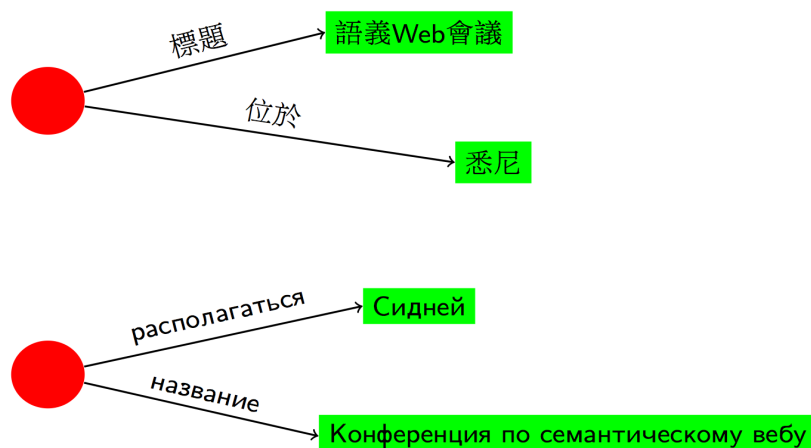 標題
語義Web會議
位於
悉尼
располагаться
Сидней
название
Конференция по семантическому вебу